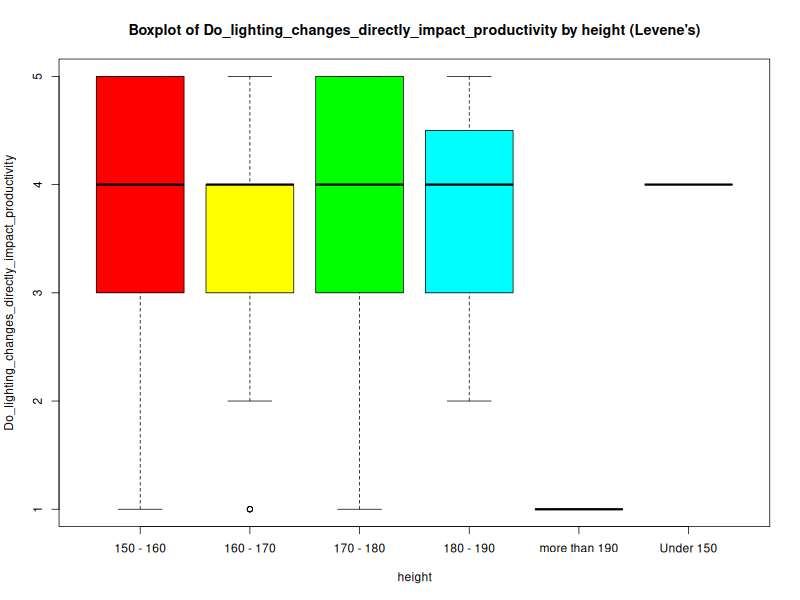 Boxplot of Do_lighting_changes_directly_impact_productivity by height (Levene's)
Do_lighting_changes_directly_impact_productivity
5
4
3
2
1
150 - 160 160 - 170 170 - 180 180 - 190 more than 190 Under 150
height